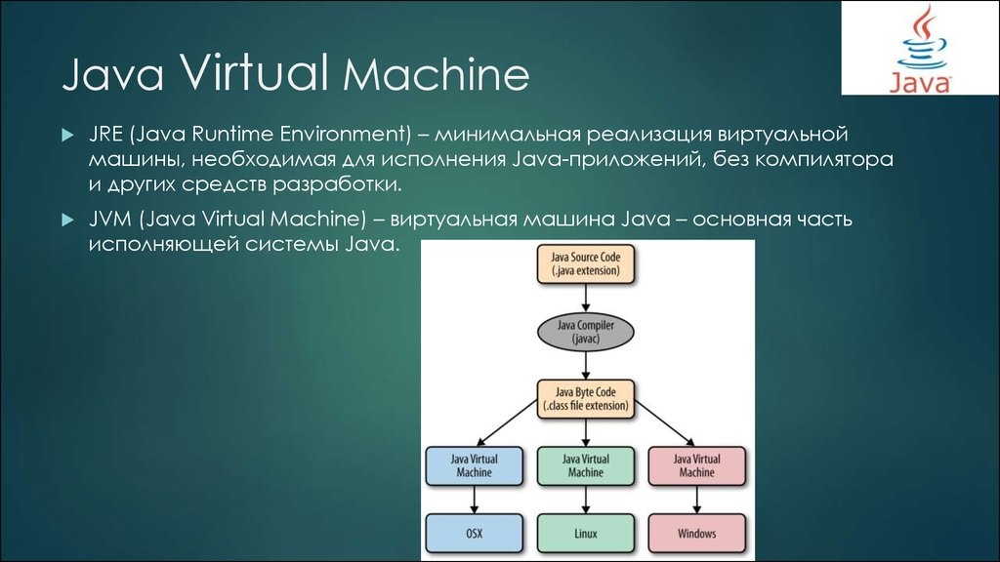 Java Virtual Machine
Java
JRE (Java Runtime Environment) – минимальная реализация виртуальной
машины, необходимая для исполнения Java-приложений, без компилятора
и других средств разработки.
JVM (Java Virtual Machine) – виртуальная машина Java – основная часть
исполняющей системы Java.
Java Source Code
(.java extension)
Java Compiler
(javac)
Java Byte Code
(.class file extension)
Java Virtual
Machine
Java Virtual
Machine
Java Virtual
Machine
OSX
Linux
Windows